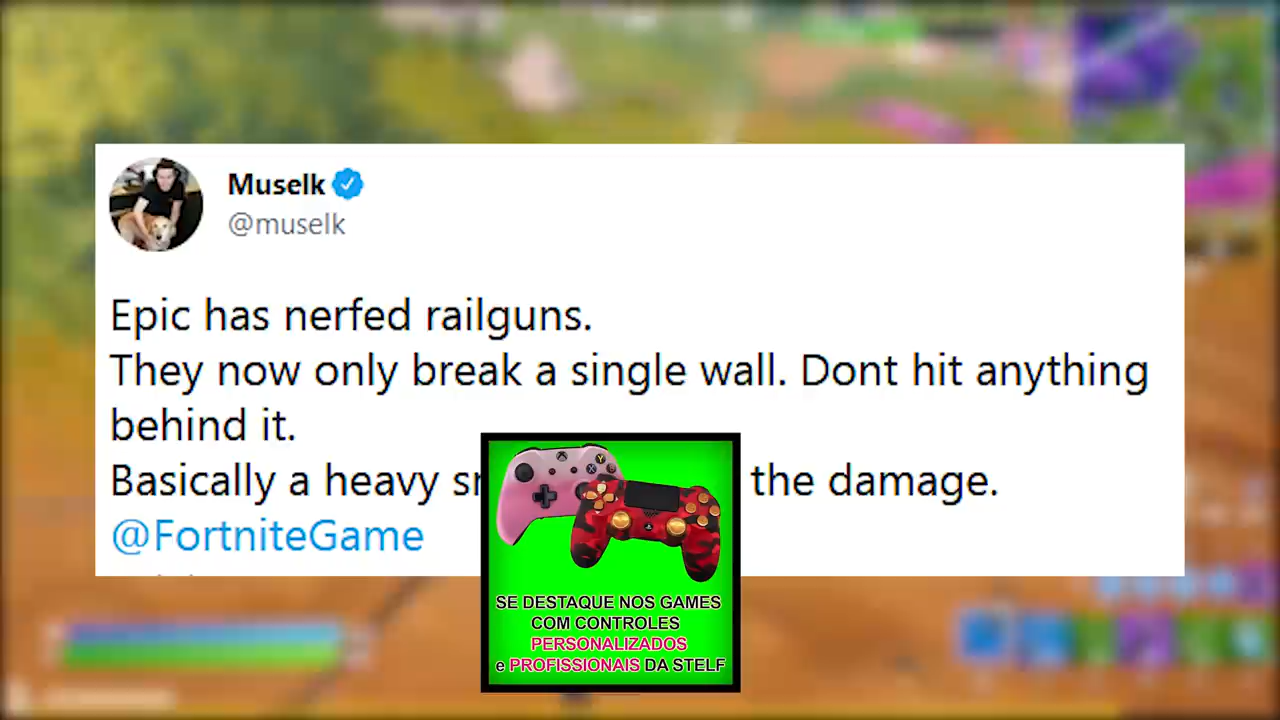 Muselk
@muselk
Epic has nerfed railguns.
They now only break a single wall. Dont hit anything
behind it.
Basically a heavy the damage.
@FortniteGame
SE DESTAQUE NOS GAMES
COM CONTROLES
PERSONALIZADOS
e PROFISSIONAIS DA STELF